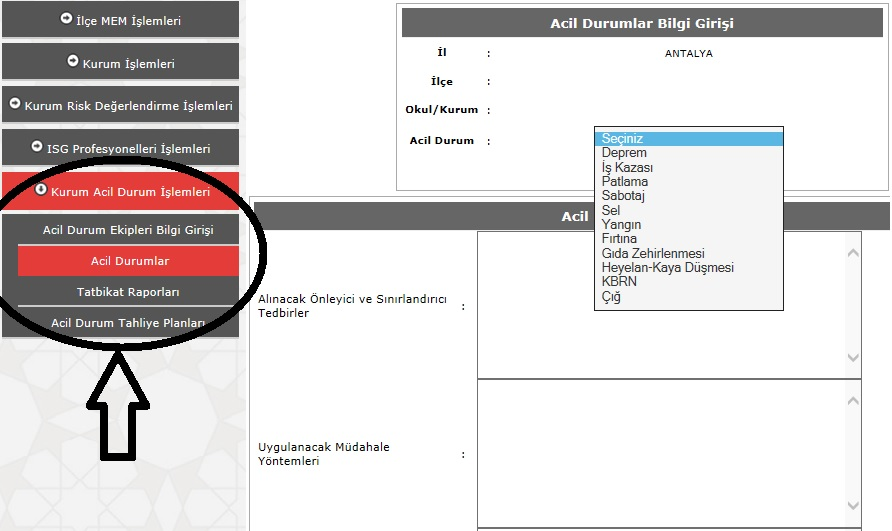 İlçe MEM İşlemleri
Kurum İşlemleri
Kurum Risk Değerlendirme İşlemleri
ISG Profesyonelleri İşlemleri
Kurum Acil Durum İşlemleri
Acil Durum Ekipleri Bilgi Girişi
Acil Durumlar
Tatbikat Raporları
Acil Durum Tahliye Planları
Acil Durumlar Bilgi Girişi
İl : ANTALYA
İlçe :
Okul/Kurum :
Acil Durum :
Seçiniz
Deprem
İş Kazası
Patlama
Sabotaj
Sel
Yangın
Fırtına
Gıda Zehirlenmesi
Heyelan-Kaya Düşmesi
KBRN
Çığ
Acil
Alınacak Önleyici ve Sınırlandırıcı
Tedbirler :
Uygulanacak Müdahale
Yöntemleri :